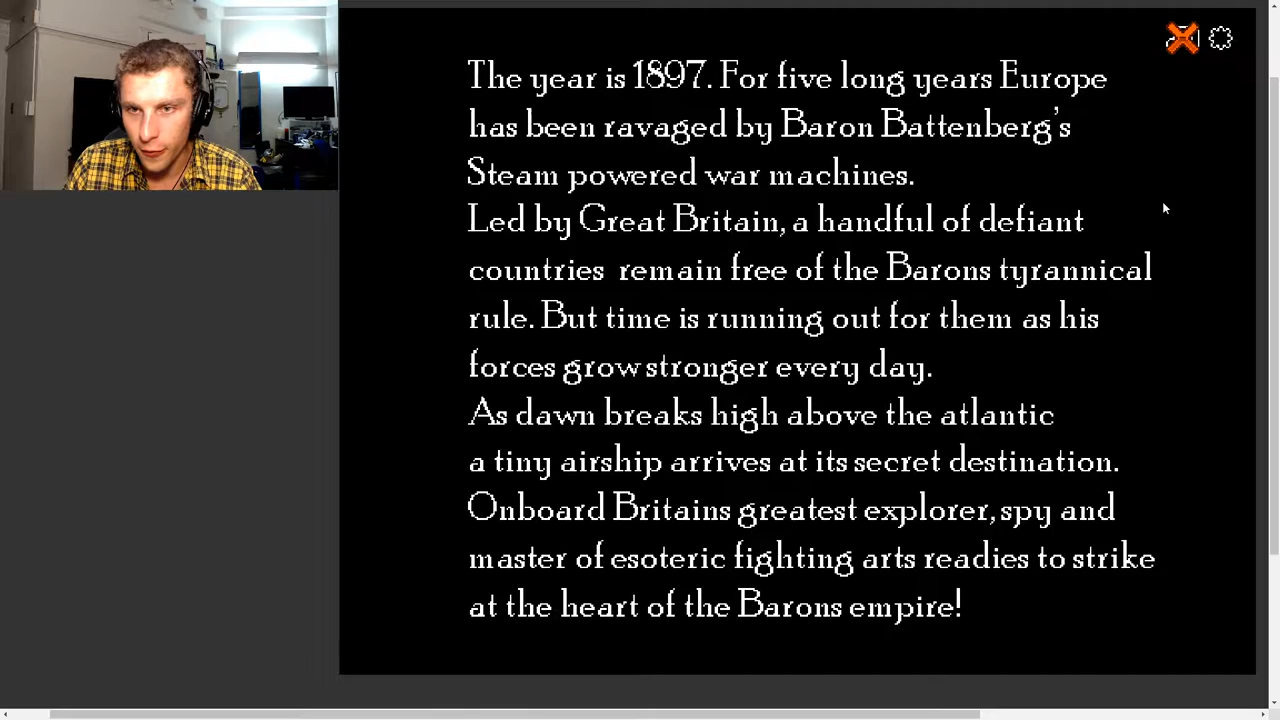 The year is 1897. For five long years Europe
has been ravaged by Baron Battenberg's
Steam powered war machines.
Led by Great Britain, a handful of defiant
countries remain free of the Barons tyrannical
rule. But time is running out for them as his
forces grow stronger every day.
As dawn breaks high above the atlantic
a tiny airship arrives at its secret destination.
Onboard Britains greatest explorer, spy and
master of esoteric fighting arts readies to strike
at the heart of the Barons empire!